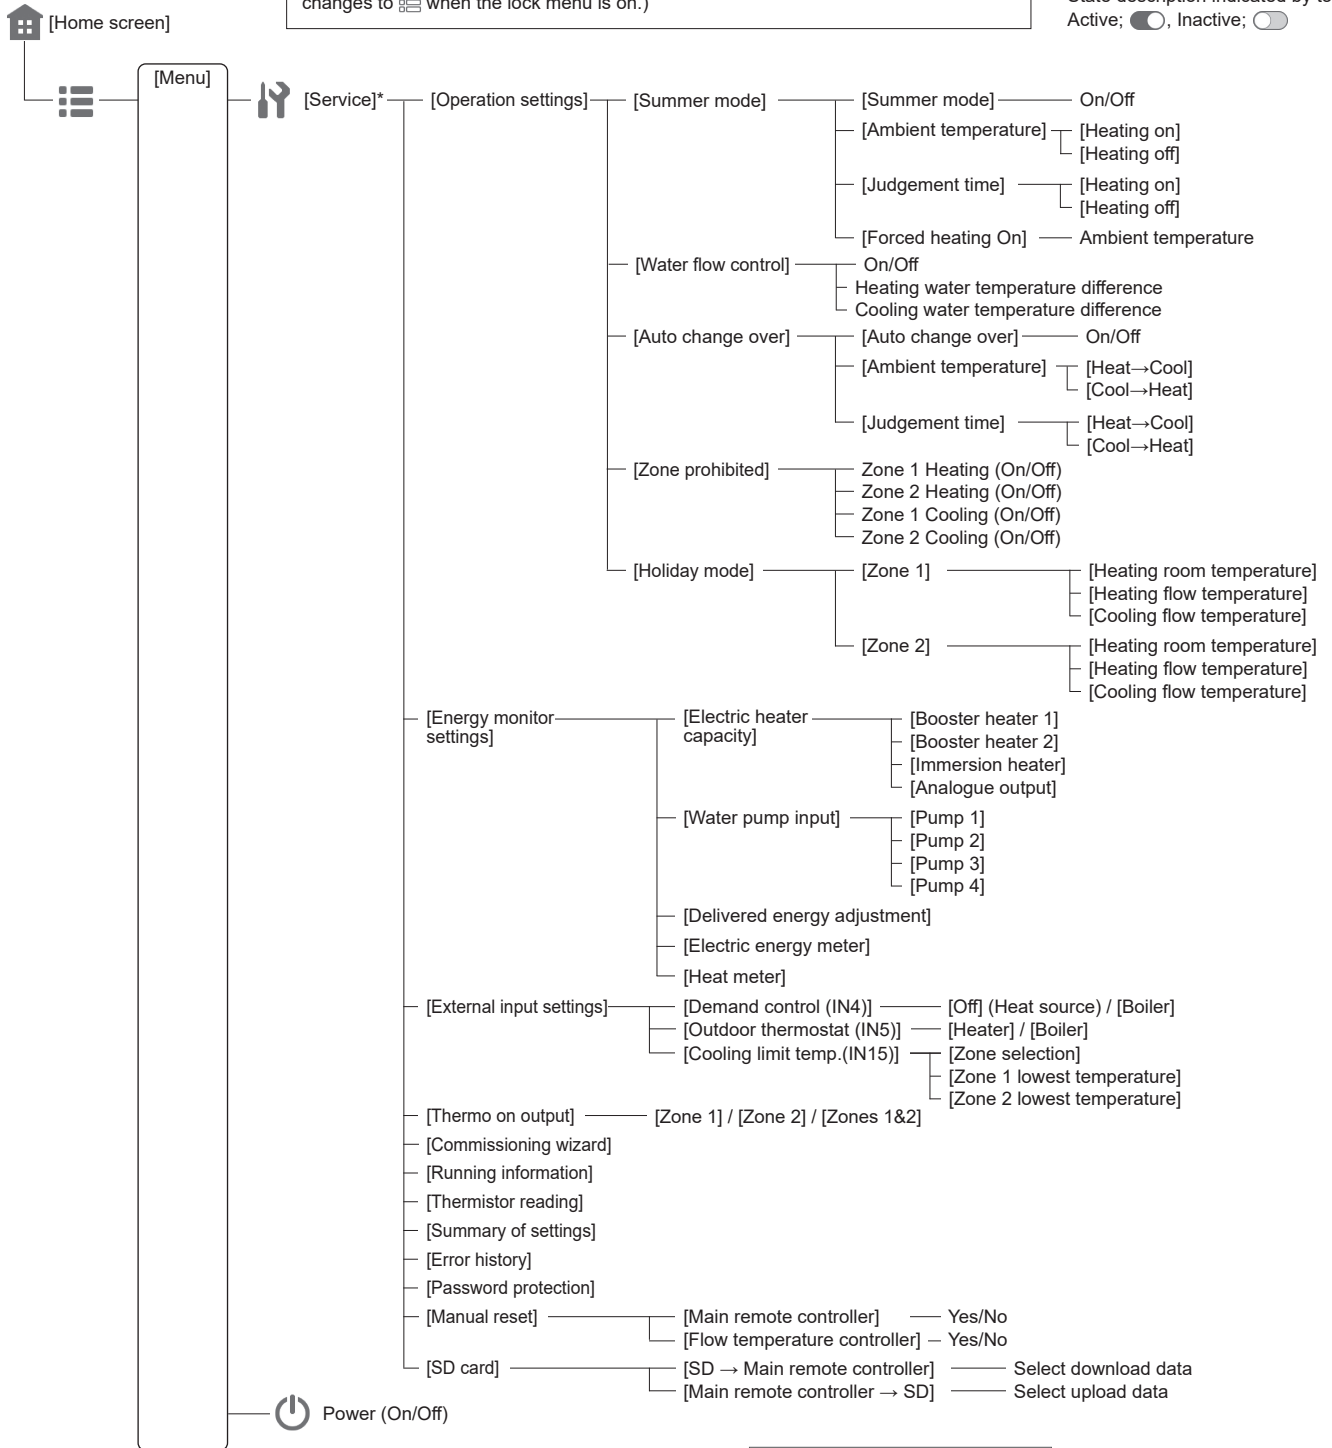 changes to when the lock menu is on.)
[Home screen]
Active; , Inactive;
[Menu]
[Service]*
[Operation settings]
[Summer mode]
[Summer mode]
On/Off
[Ambient temperature]
[Heating on]
[Heating off]
[Judgement time]
[Heating on]
[Heating off]
[Forced heating On]
Ambient temperature
[Water flow control]
On/Off
Heating water temperature difference
Cooling water temperature difference
[Auto change over]
[Auto change over]
On/Off
[Ambient temperature]
[Heat→Cool]
[Cool→Heat]
[Judgement time]
[Heat→Cool]
[Cool→Heat]
[Zone prohibited]
Zone 1 Heating (On/Off)
Zone 2 Heating (On/Off)
Zone 1 Cooling (On/Off)
Zone 2 Cooling (On/Off)
[Holiday mode]
[Zone 1]
[Heating room temperature]
[Heating flow temperature]
[Cooling flow temperature]
[Zone 2]
[Heating room temperature]
[Heating flow temperature]
[Cooling flow temperature]
[Energy monitor
settings]
[Electric heater
capacity]
[Booster heater 1]
[Booster heater 2]
[Immersion heater]
[Analogue output]
[Water pump input]
[Pump 1]
[Pump 2]
[Pump 3]
[Pump 4]
[Delivered energy adjustment]
[Electric energy meter]
[Heat meter]
[External input settings]
[Demand control (IN4)]
[Off] (Heat source) / [Boiler]
[Outdoor thermostat (IN5)]
[Heater] / [Boiler]
[Cooling limit temp.(IN15)]
[Zone selection]
[Zone 1 lowest temperature]
[Zone 2 lowest temperature]
[Thermo on output]
[Zone 1] / [Zone 2] / [Zones 1&2]
[Commissioning wizard]
[Running information]
[Thermistor reading]
[Summary of settings]
[Error history]
[Password protection]
[Manual reset]
[Main remote controller]
Yes/No
[Flow temperature controller]
Yes/No
[SD card]
[SD → Main remote controller]
Select download data
[Main remote controller → SD]
Select upload data
Power (On/Off)